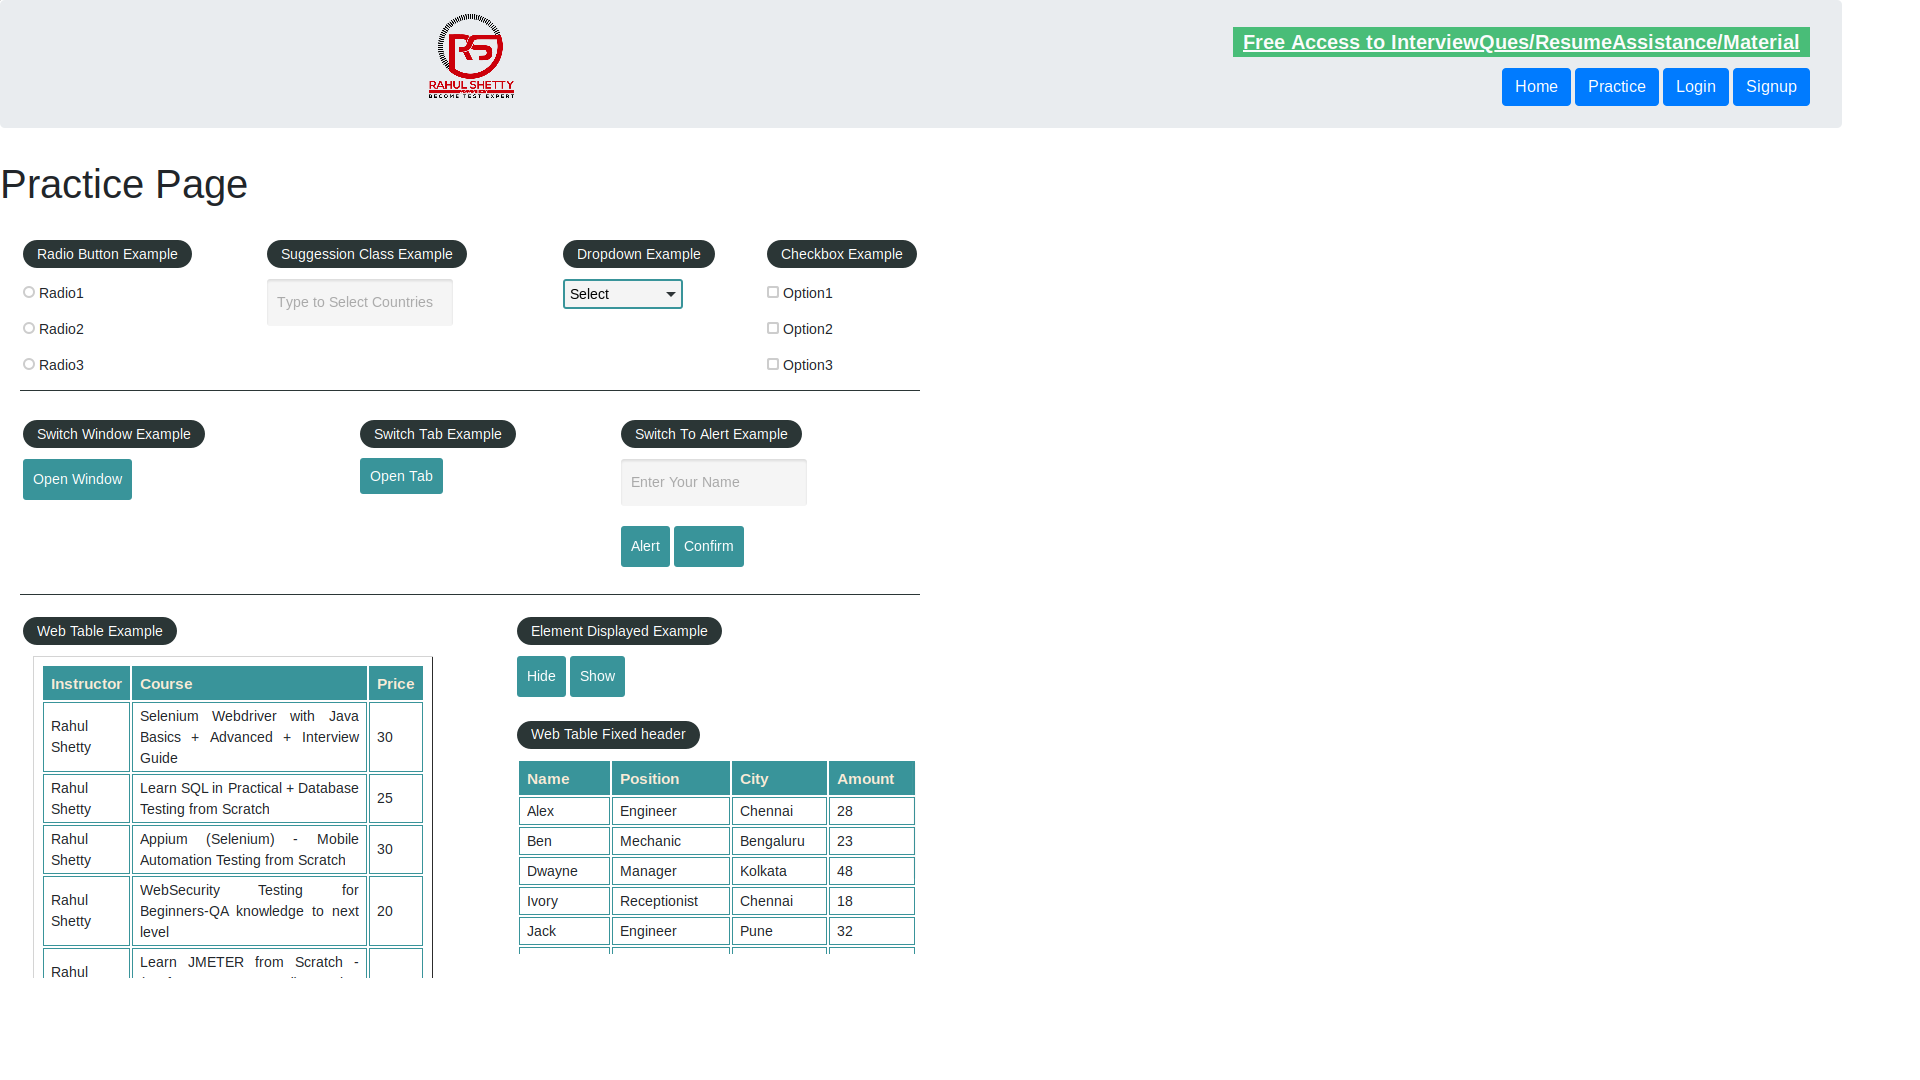 RAHUL SHETTY
BECOME TEST EXPERT
Free Access to InterviewQues/ResumeAssistance/Material
Home Practice Login Signup
Practice Page
Radio Button Example
Radio1
Radio2
Radio3
Suggession Class Example
Type to Select Countries
Dropdown Example
Select
Checkbox Example
Option1
Option2
Option3
Switch Window Example
Open Window
Switch Tab Example
Open Tab
Switch To Alert Example
Enter Your Name
Alert Confirm
Web Table Example
Instructor Course Price
Rahul Shetty Selenium Webdriver with Java Basics + Advanced + Interview Guide 30
Rahul Shetty Learn SQL in Practical + Database Testing from Scratch 25
Rahul Shetty Appium (Selenium) - Mobile Automation Testing from Scratch 30
Rahul Shetty WebSecurity Testing for Beginners-QA knowledge to next level 20
Rahul Learn JMETER from Scratch -
Element Displayed Example
Hide Show
Web Table Fixed header
Name Position City Amount
Alex Engineer Chennai 28
Ben Mechanic Bengaluru 23
Dwayne Manager Kolkata 48
Ivory Receptionist Chennai 18
Jack Engineer Pune 32